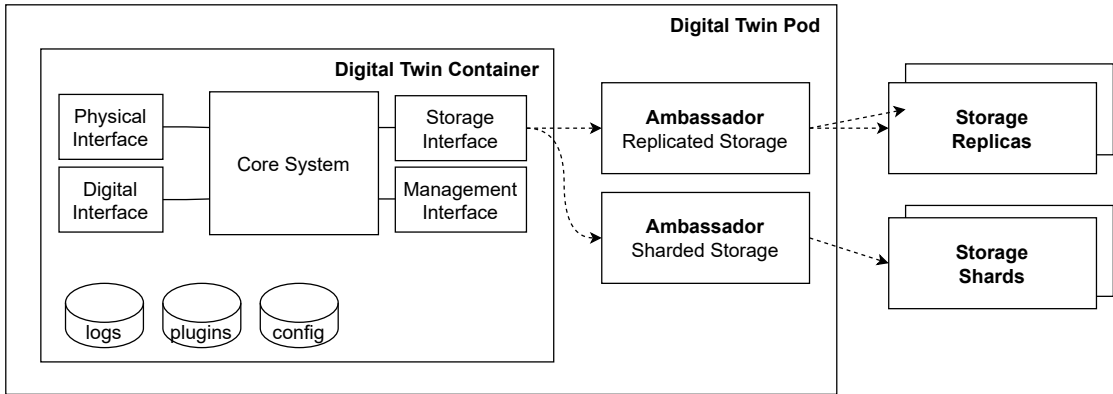 Digital Twin Pod
Digital Twin Container
Physical
Interface
Digital
Interface
Core System
Storage
Interface
Management
Interface
logs
plugins
config
Ambassador
Replicated Storage
Ambassador
Sharded Storage
Storage
Replicas
Storage
Shards